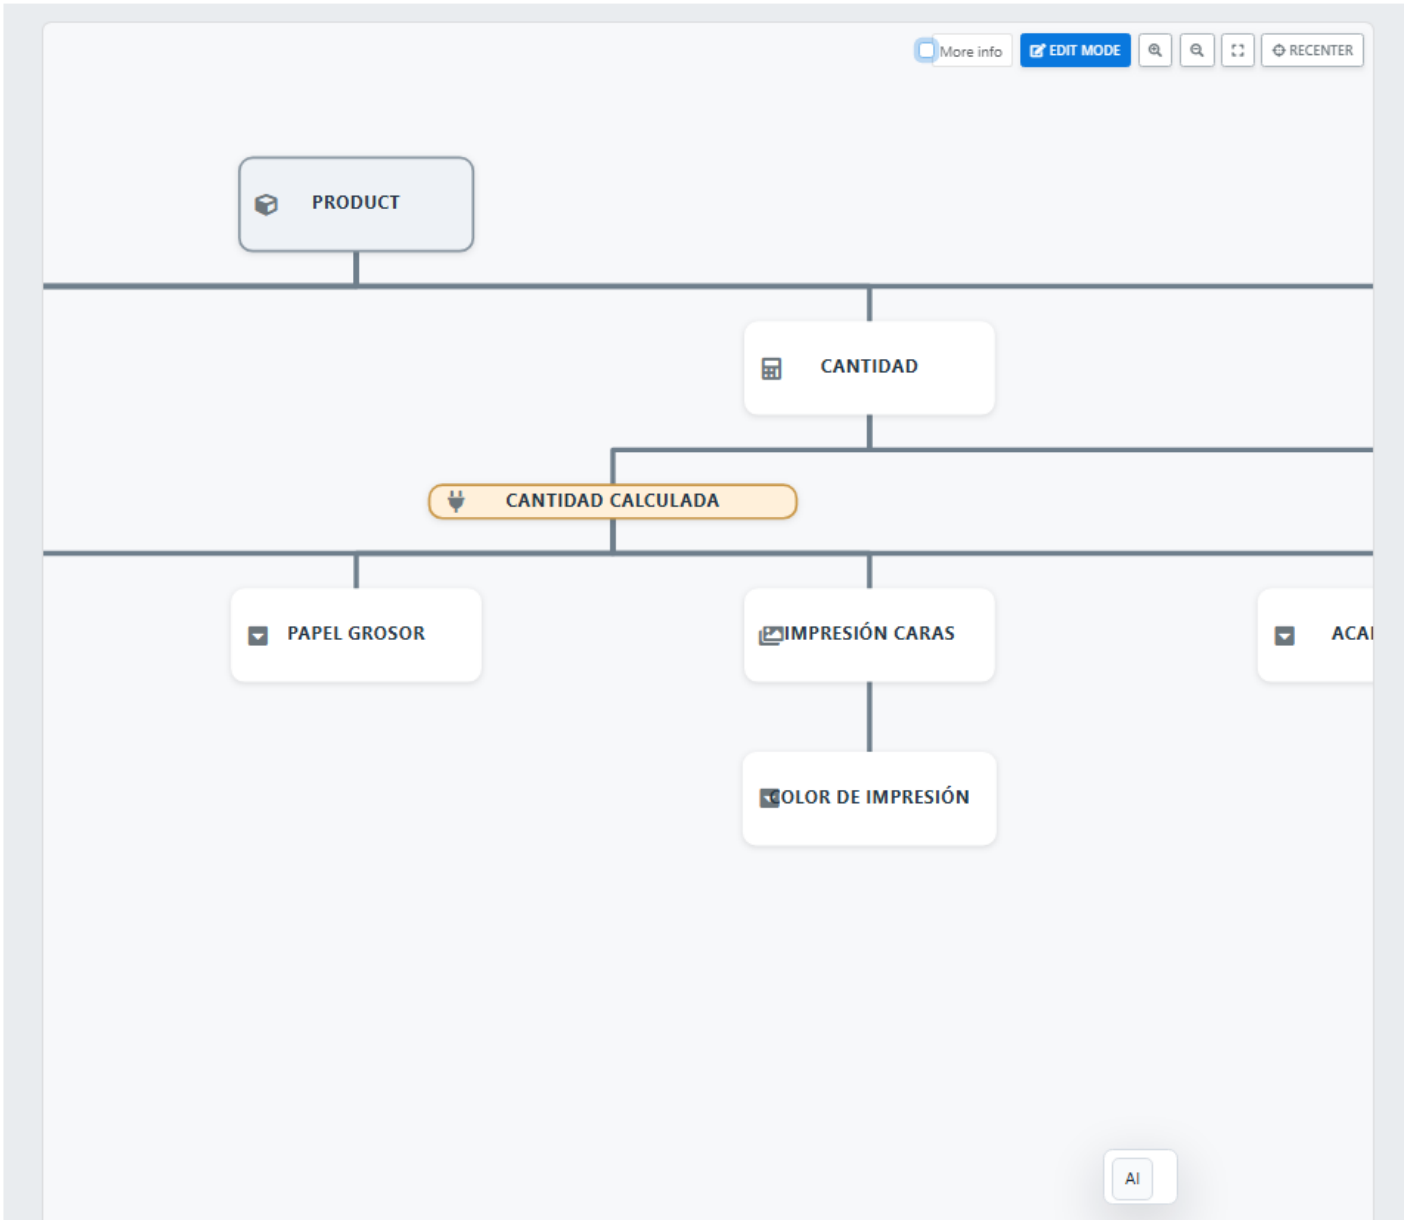 More info
EDIT MODE
RECENTER
PRODUCT
CANTIDAD
CANTIDAD CALCULADA
PAPEL GROSOR
IMPRESIÓN CARAS
COLOR DE IMPRESIÓN
AI